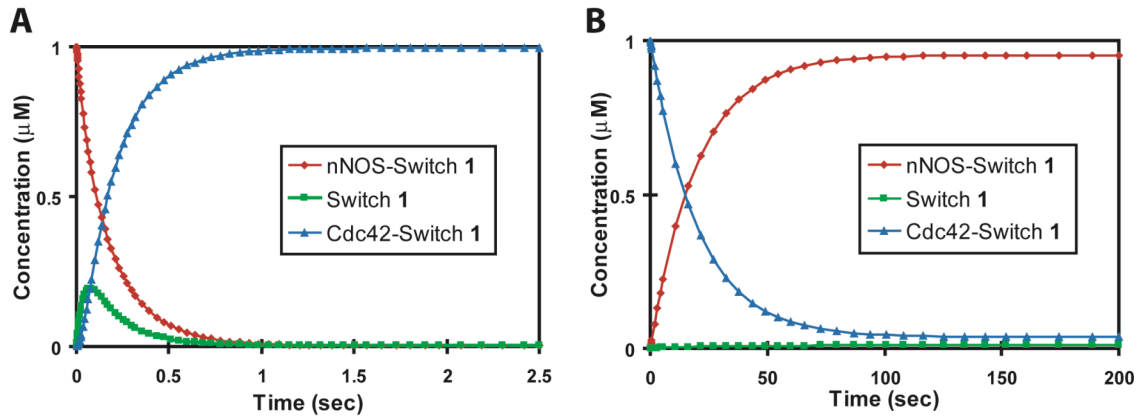 A
Concentration (μM)
1
0.5
0
nNOS-Switch 1
Switch 1
Cdc42-Switch 1
0 0.5 1 1.5 2 2.5
Time (sec)
B
Concentration (μM)
1
0.5
0
nNOS-Switch 1
Switch 1
Cdc42-Switch 1
0 50 100 150 200
Time (sec)